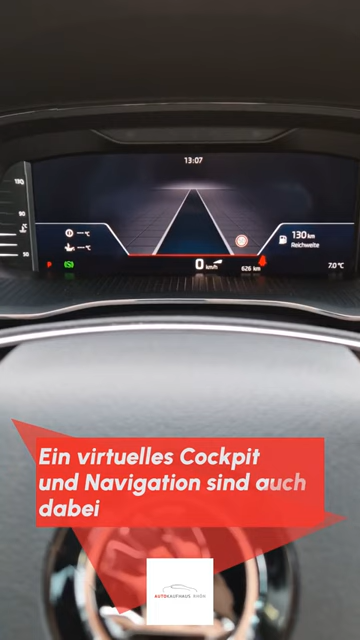 13:07
130
90
50
--- °C
--- °C
130 km
Reichweite
P
0 km/h
626 km
7.0 °C
Ein virtuelles Cockpit
und Navigation sind auch
dabei
AUTOKAUFHAUS. RHÖN